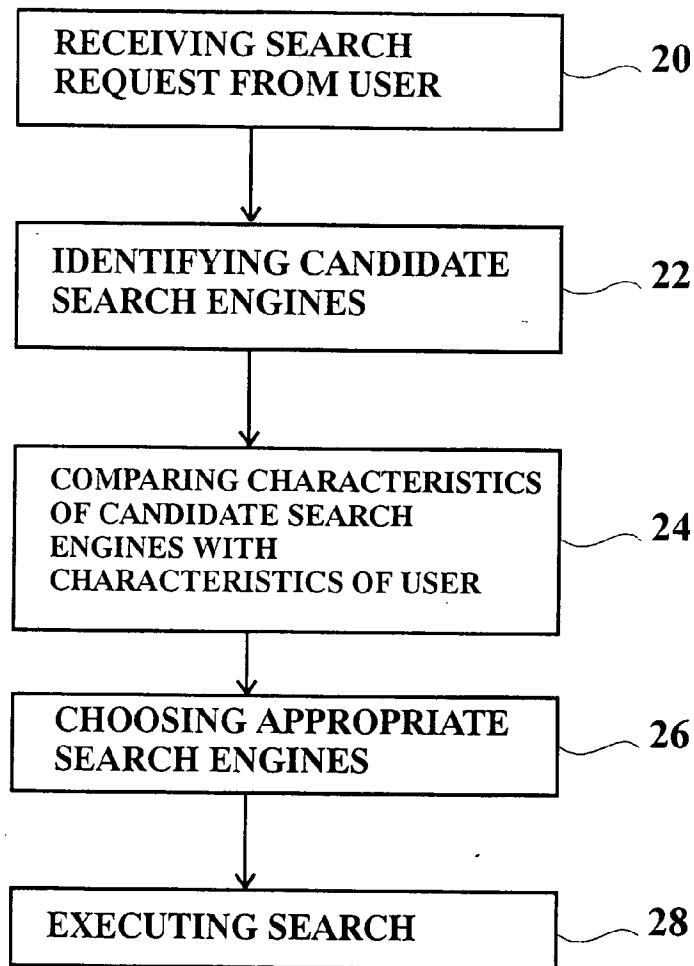 RECEIVING SEARCH
REQUEST FROM USER
20
IDENTIFYING CANDIDATE
SEARCH ENGINES
22
COMPARING CHARACTERISTICS
OF CANDIDATE SEARCH
ENGINES WITH
CHARACTERISTICS OF USER
24
CHOOSING APPROPRIATE
SEARCH ENGINES
26
EXECUTING SEARCH
28